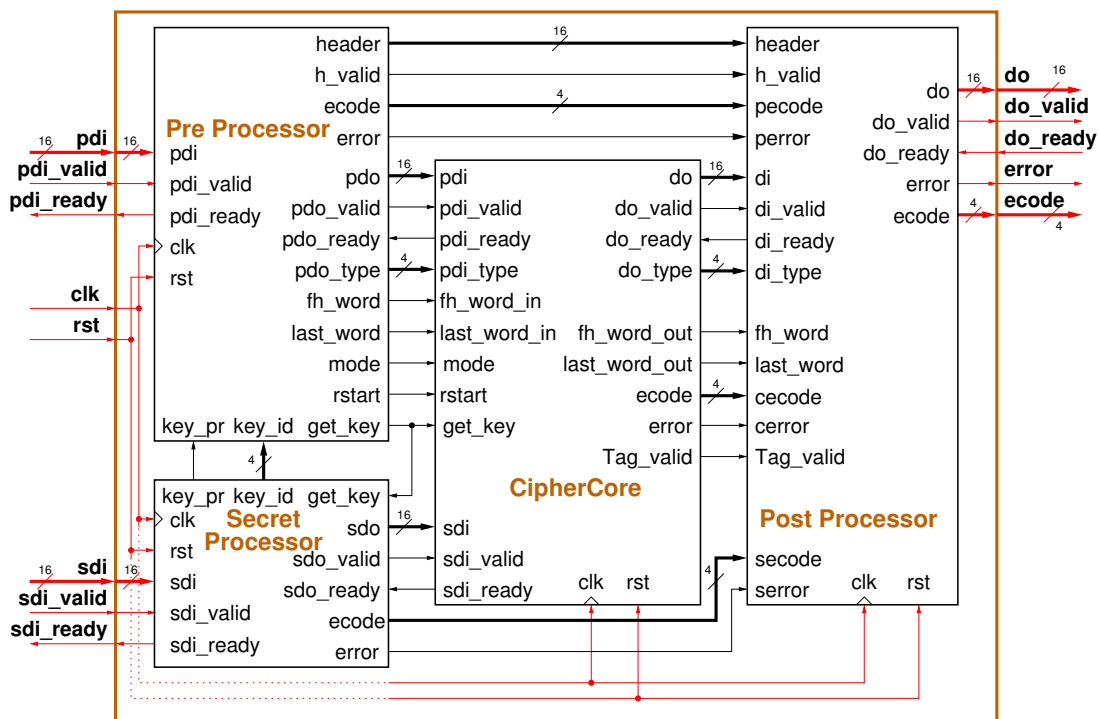 pdi
16
pdi_valid
pdi_ready
clk
rst
sdi
16
sdi_valid
sdi_ready
Pre Processor
16
pdi
pdi_valid
pdi_ready
clk
rst
header
h_valid
ecode
error
pdo
pdo_valid
pdo_ready
pdo_type
fh_word
last_word
mode
rstart
key_pr key_id get_key
16
4
16
4
4
key_pr key_id get_key
Secret
Processor
clk
rst
16
sdi
sdi_valid
sdi_ready
sdo
sdo_valid
sdo_ready
ecode
error
16
4
CipherCore
pdi
pdi_valid
pdi_ready
pdi_type
fh_word_in
last_word_in
mode
rstart
get_key
sdi
sdi_valid
sdi_ready
do
do_valid
do_ready
do_type
fh_word_out
last_word_out
ecode
error
Tag_valid
clk rst
16
4
4
Post Processor
header
h_valid
pecode
perror
di
di_valid
di_ready
di_type
fh_word
last_word
cecode
cerror
Tag_valid
secode
serror
clk rst
do
do_valid
do_ready
error
ecode
16
4
do
16
do_valid
do_ready
error
ecode
4